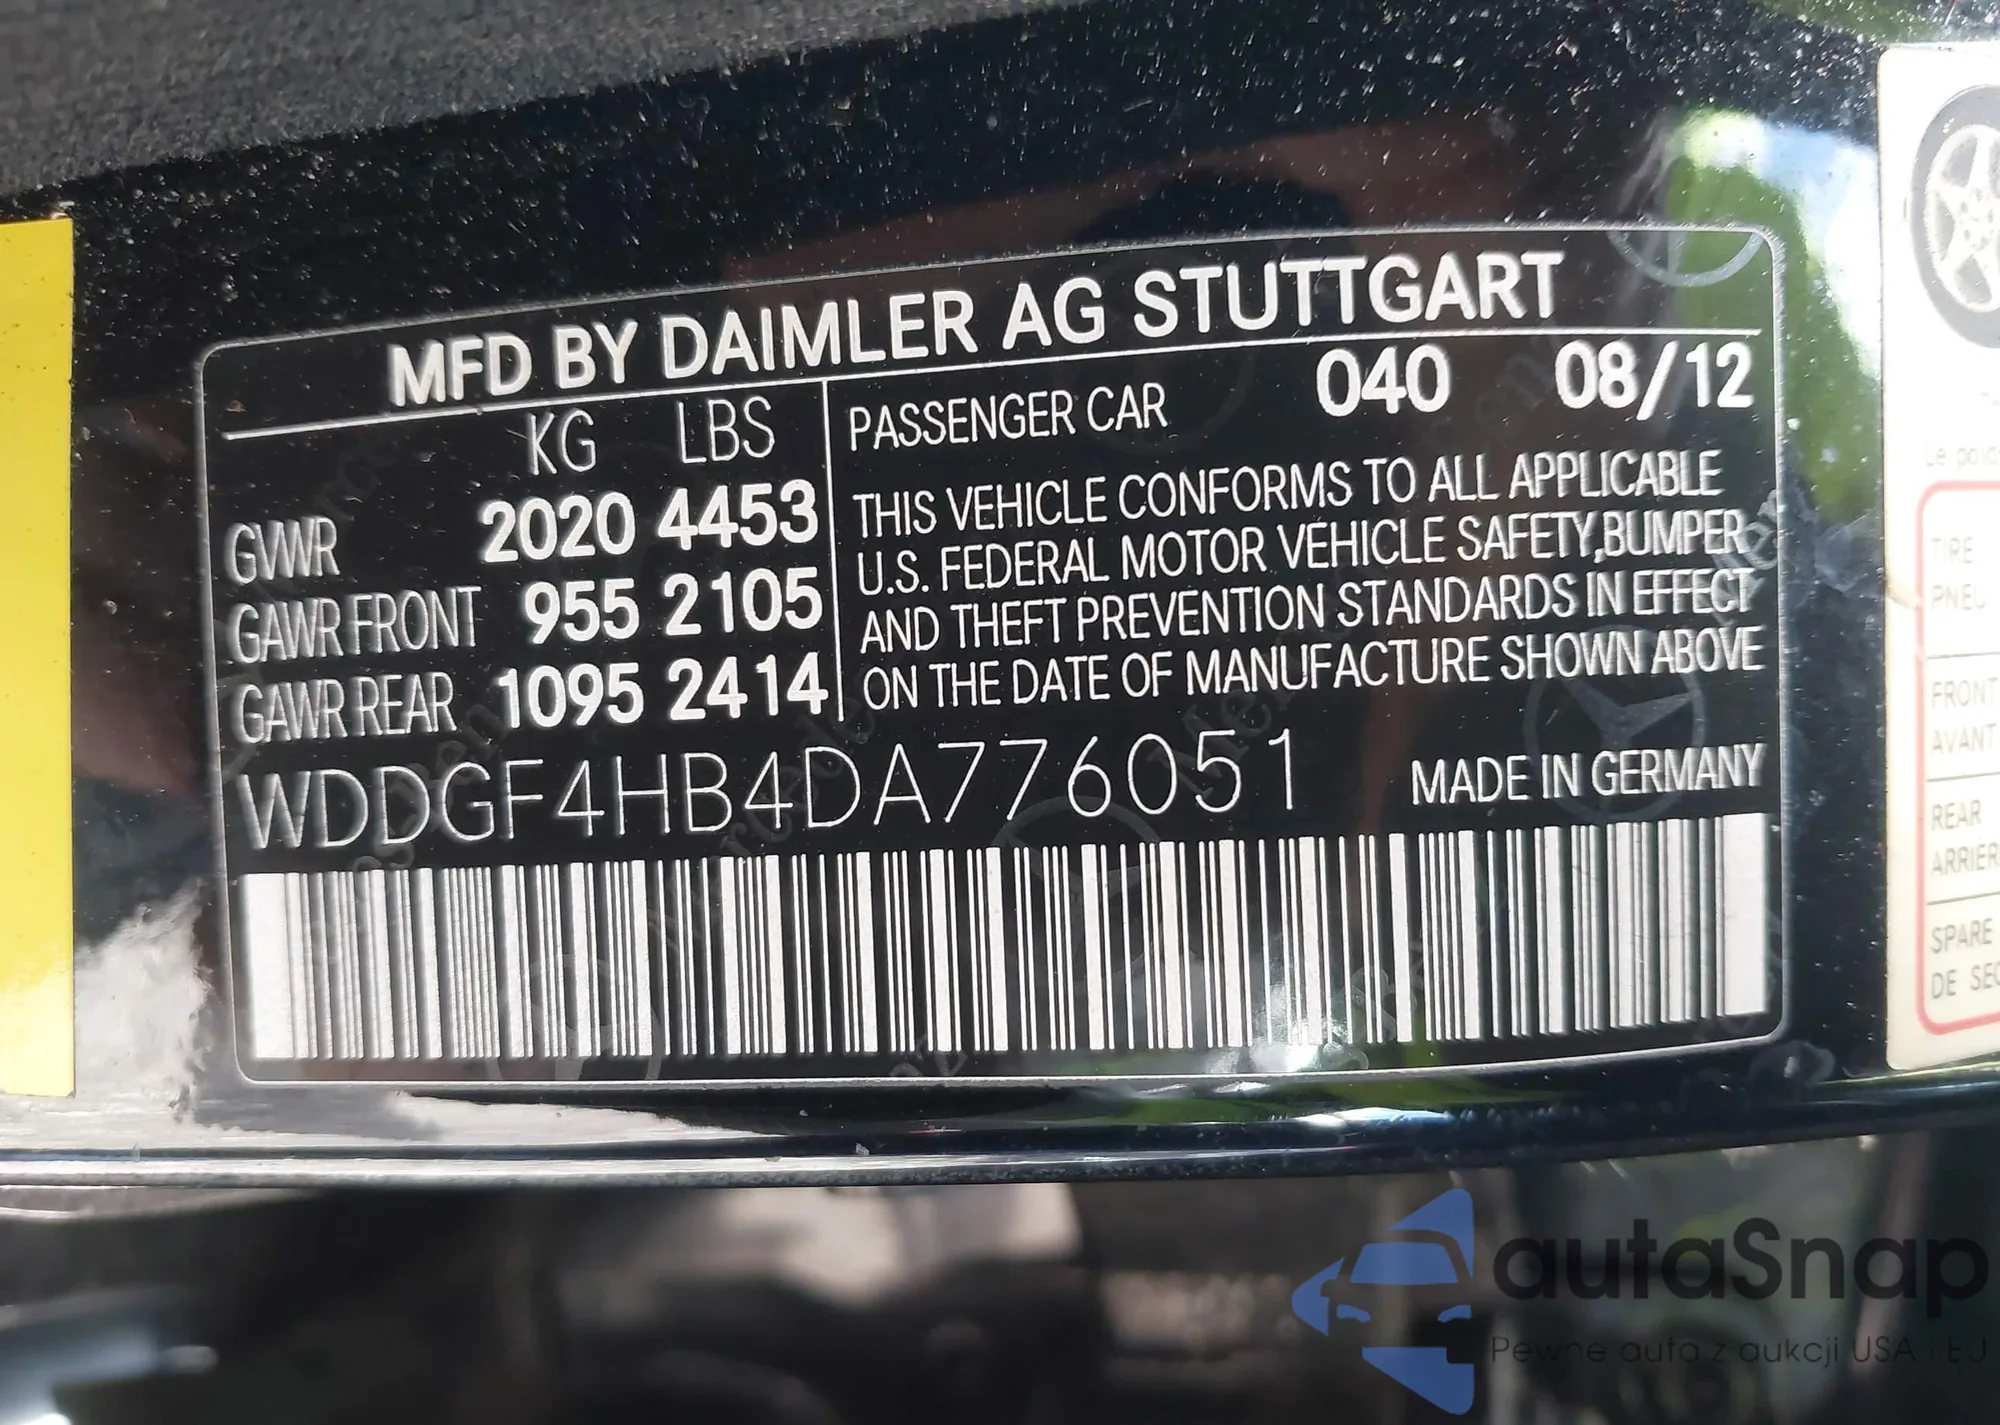 MFD BY DAIMLER AG STUTTGART
KG LBS
GVWR 2020 4453
GAWR FRONT 955 2105
GAWR REAR 1095 2414
PASSENGER CAR 040 08/12
THIS VEHICLE CONFORMS TO ALL APPLICABLE
U.S. FEDERAL MOTOR VEHICLE SAFETY,BUMPER
AND THEFT PREVENTION STANDARDS IN EFFECT
ON THE DATE OF MANUFACTURE SHOWN ABOVE
WDDGF4HB4DA776051 MADE IN GERMANY
Le
TIRE
FRONT
AVANT
REAR
SPARE
DE
autaSnap
Pewne auta z aukcji USA i EU